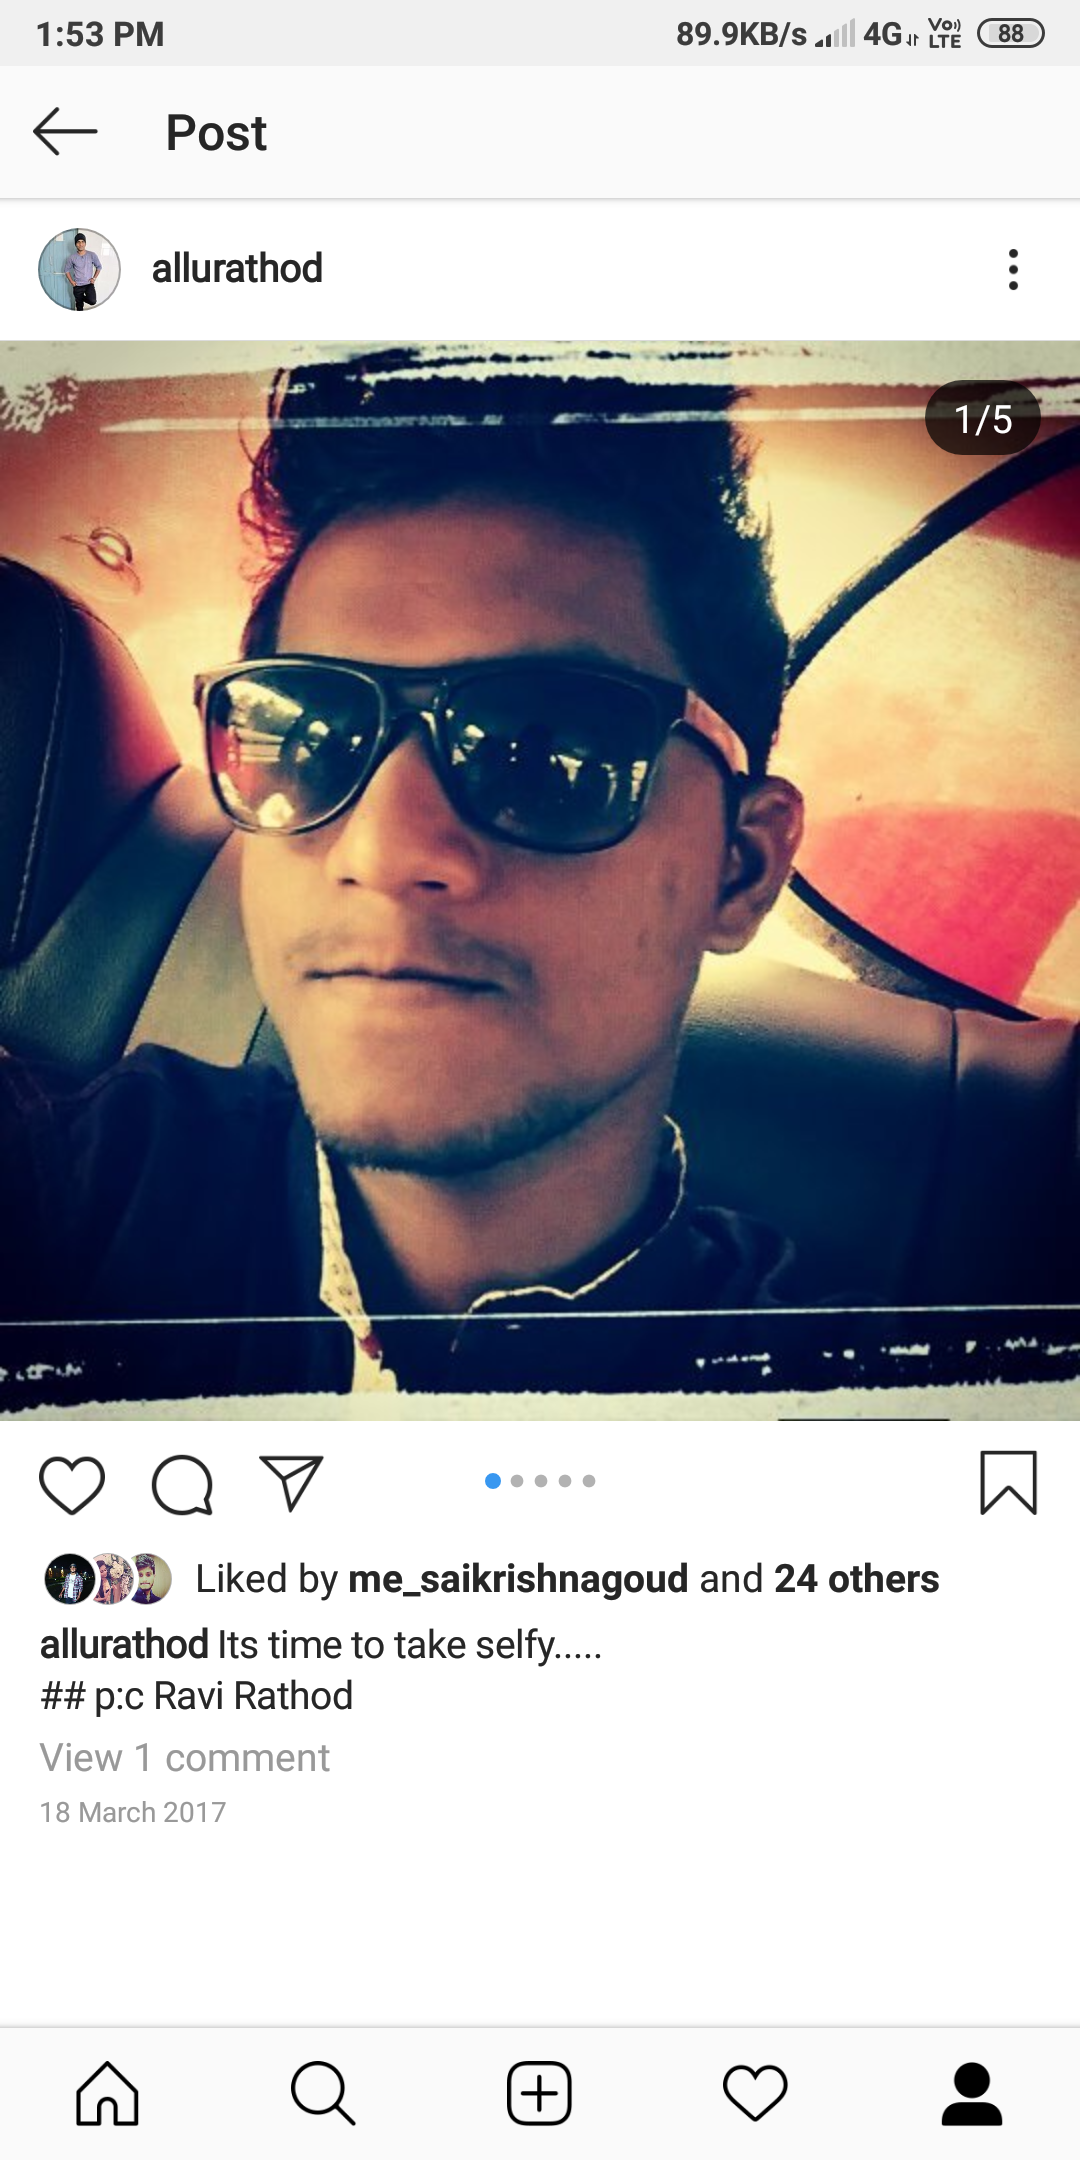 1:53 PM 89.9KB/s 4G Vo)) LTE 88
Post
allurathod
1/5
Liked by me_saikrishnagoud and 24 others
allurathod Its time to take selfy.....
## p:c Ravi Rathod
View 1 comment
18 March 2017